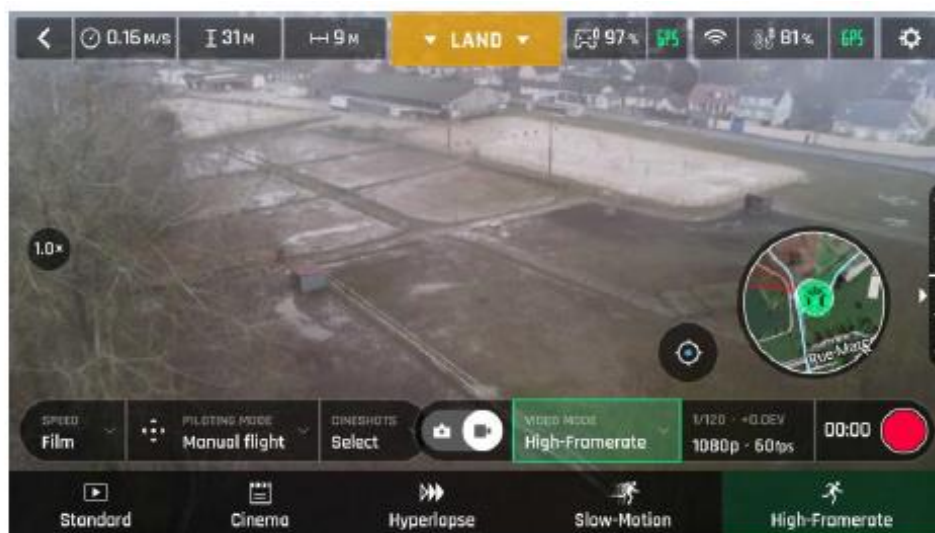 0.16 M/S
31 M
9 M
LAND
97 %
GPS
81 %
GPS
1.0×
Rue Marc
SPEED
Film
PILOTING MODE
Manual flight
CINESHOTS
Select
VIDEO MODE
High-Framerate
1/120 - +0.0EV
1080p - 60fps
00:00
Standard
Cinema
Hyperlapse
Slow-Motion
High-Framerate